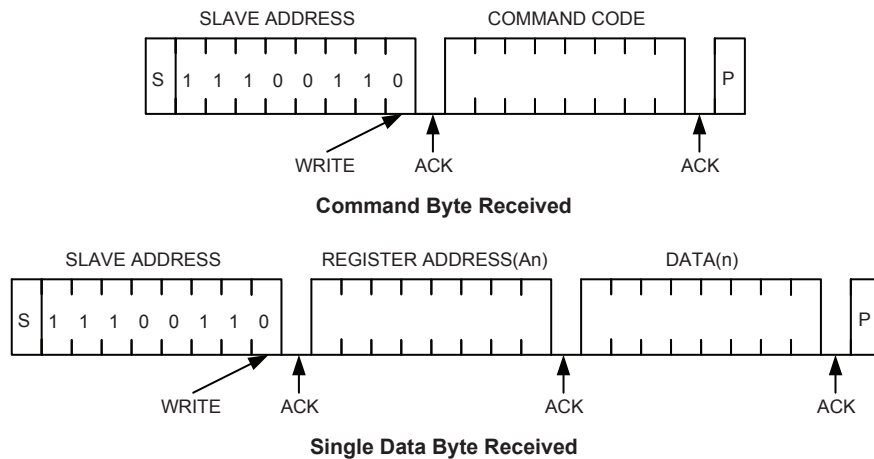 SLAVE ADDRESS COMMAND CODE
S 1 1 1 0 0 1 1 0 P
WRITE ACK ACK
Command Byte Received
SLAVE ADDRESS REGISTER ADDRESS(An) DATA(n)
S 1 1 1 0 0 1 1 0 P
WRITE ACK ACK ACK
Single Data Byte Received